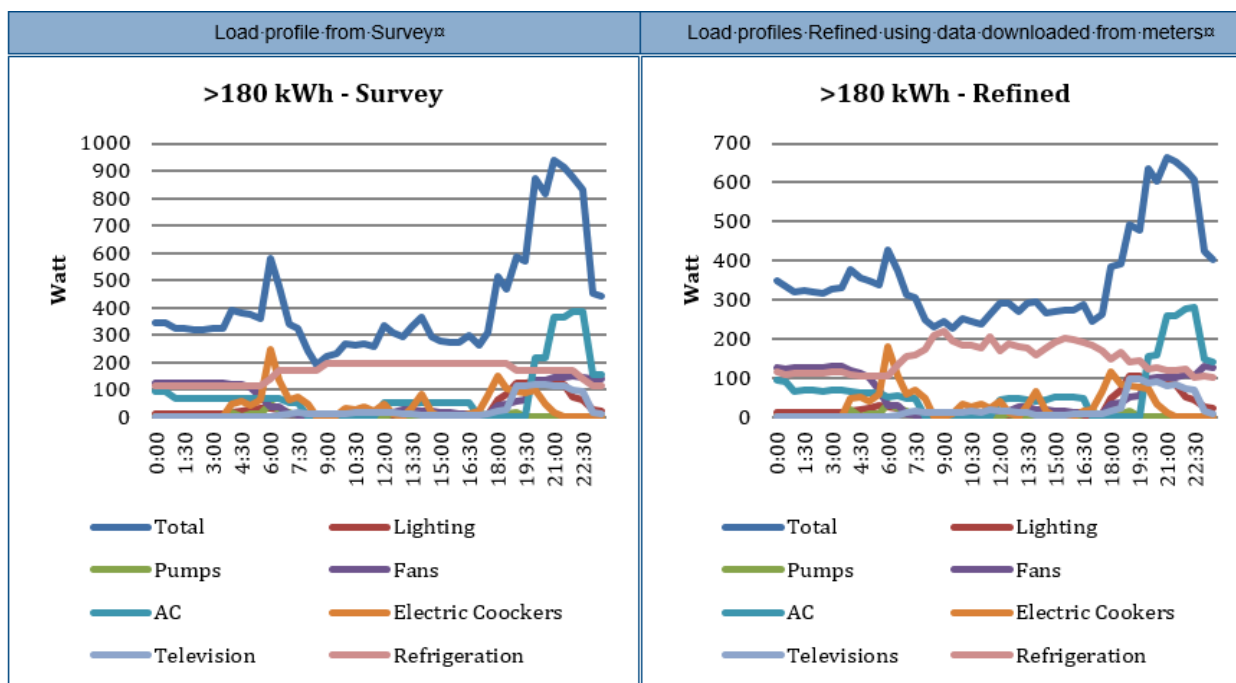 Load·profile·from·Survey¤
Load·profiles·Refined·using·data·downloaded·from·meters¤
>180 kWh - Survey
1000
900
800
700
600
500
400
300
200
100
0
Watt
0:00 1:30 3:00 4:30 6:00 7:30 9:00 10:30 12:00 13:30 15:00 16:30 18:00 19:30 21:00 22:30
Total Lighting
Pumps Fans
AC Electric Coockers
Television Refrigeration
>180 kWh - Refined
700
600
500
400
300
200
100
0
Watt
0:00 1:30 3:00 4:30 6:00 7:30 9:00 10:30 12:00 13:30 15:00 16:30 18:00 19:30 21:00 22:30
Total Lighting
Pumps Fans
AC Electric Cookers
Televisions Refrigeration